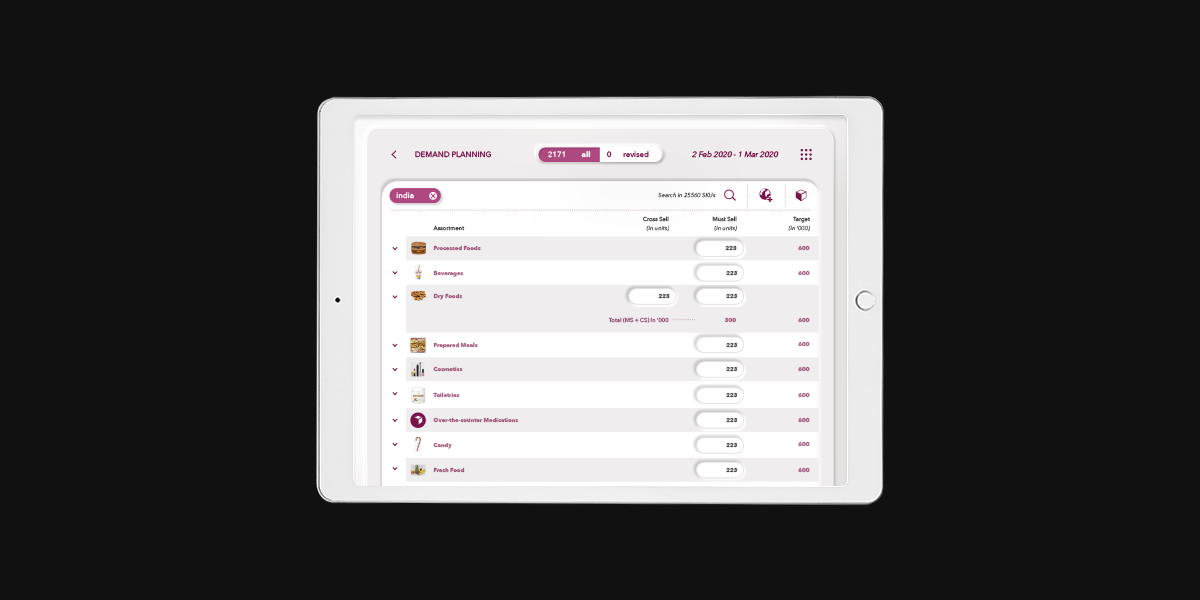 DEMAND PLANNING
2171 all 0 revised
2 Feb 2020 - 1 Mar 2020
india
Search in 25560 SKUs
Assortment
Cross Sell
(In units)
Must Sell
(In units)
Target
(In '000)
Processed Foods 223 600
Beverages 223 600
Dry Foods 223 223
Total (MS + CS) In '000 300 600
Prepared Meals 223 600
Cosmetics 223 600
Toiletries 223 600
Over-the-counter Medications 223 600
Candy 223 600
Fresh Food 223 600